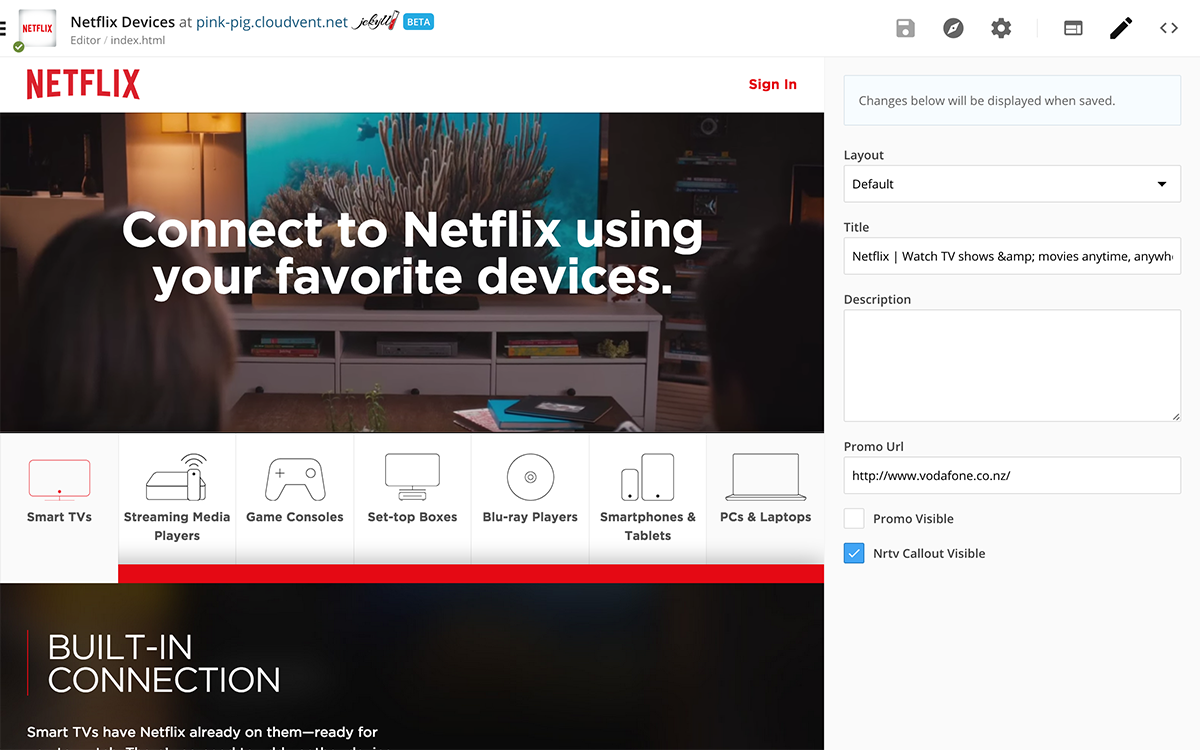 NETFLIX
Netflix Devices at pink-pig.cloudvent.net jekyll BETA
Editor / index.html
NETFLIX
Sign In
Connect to Netflix using
your favorite devices.
Smart TVs
Streaming Media
Players
Game Consoles
Set-top Boxes
Blu-ray Players
Smartphones &
Tablets
PCs & Laptops
BUILT-IN
CONNECTION
Smart TVs have Netflix already on them—ready for
Changes below will be displayed when saved.
Layout
Default
Title
Netflix | Watch TV shows &amp; movies anytime, anywh
Description
Promo Url
http://www.vodafone.co.nz/
Promo Visible
Nrtv Callout Visible